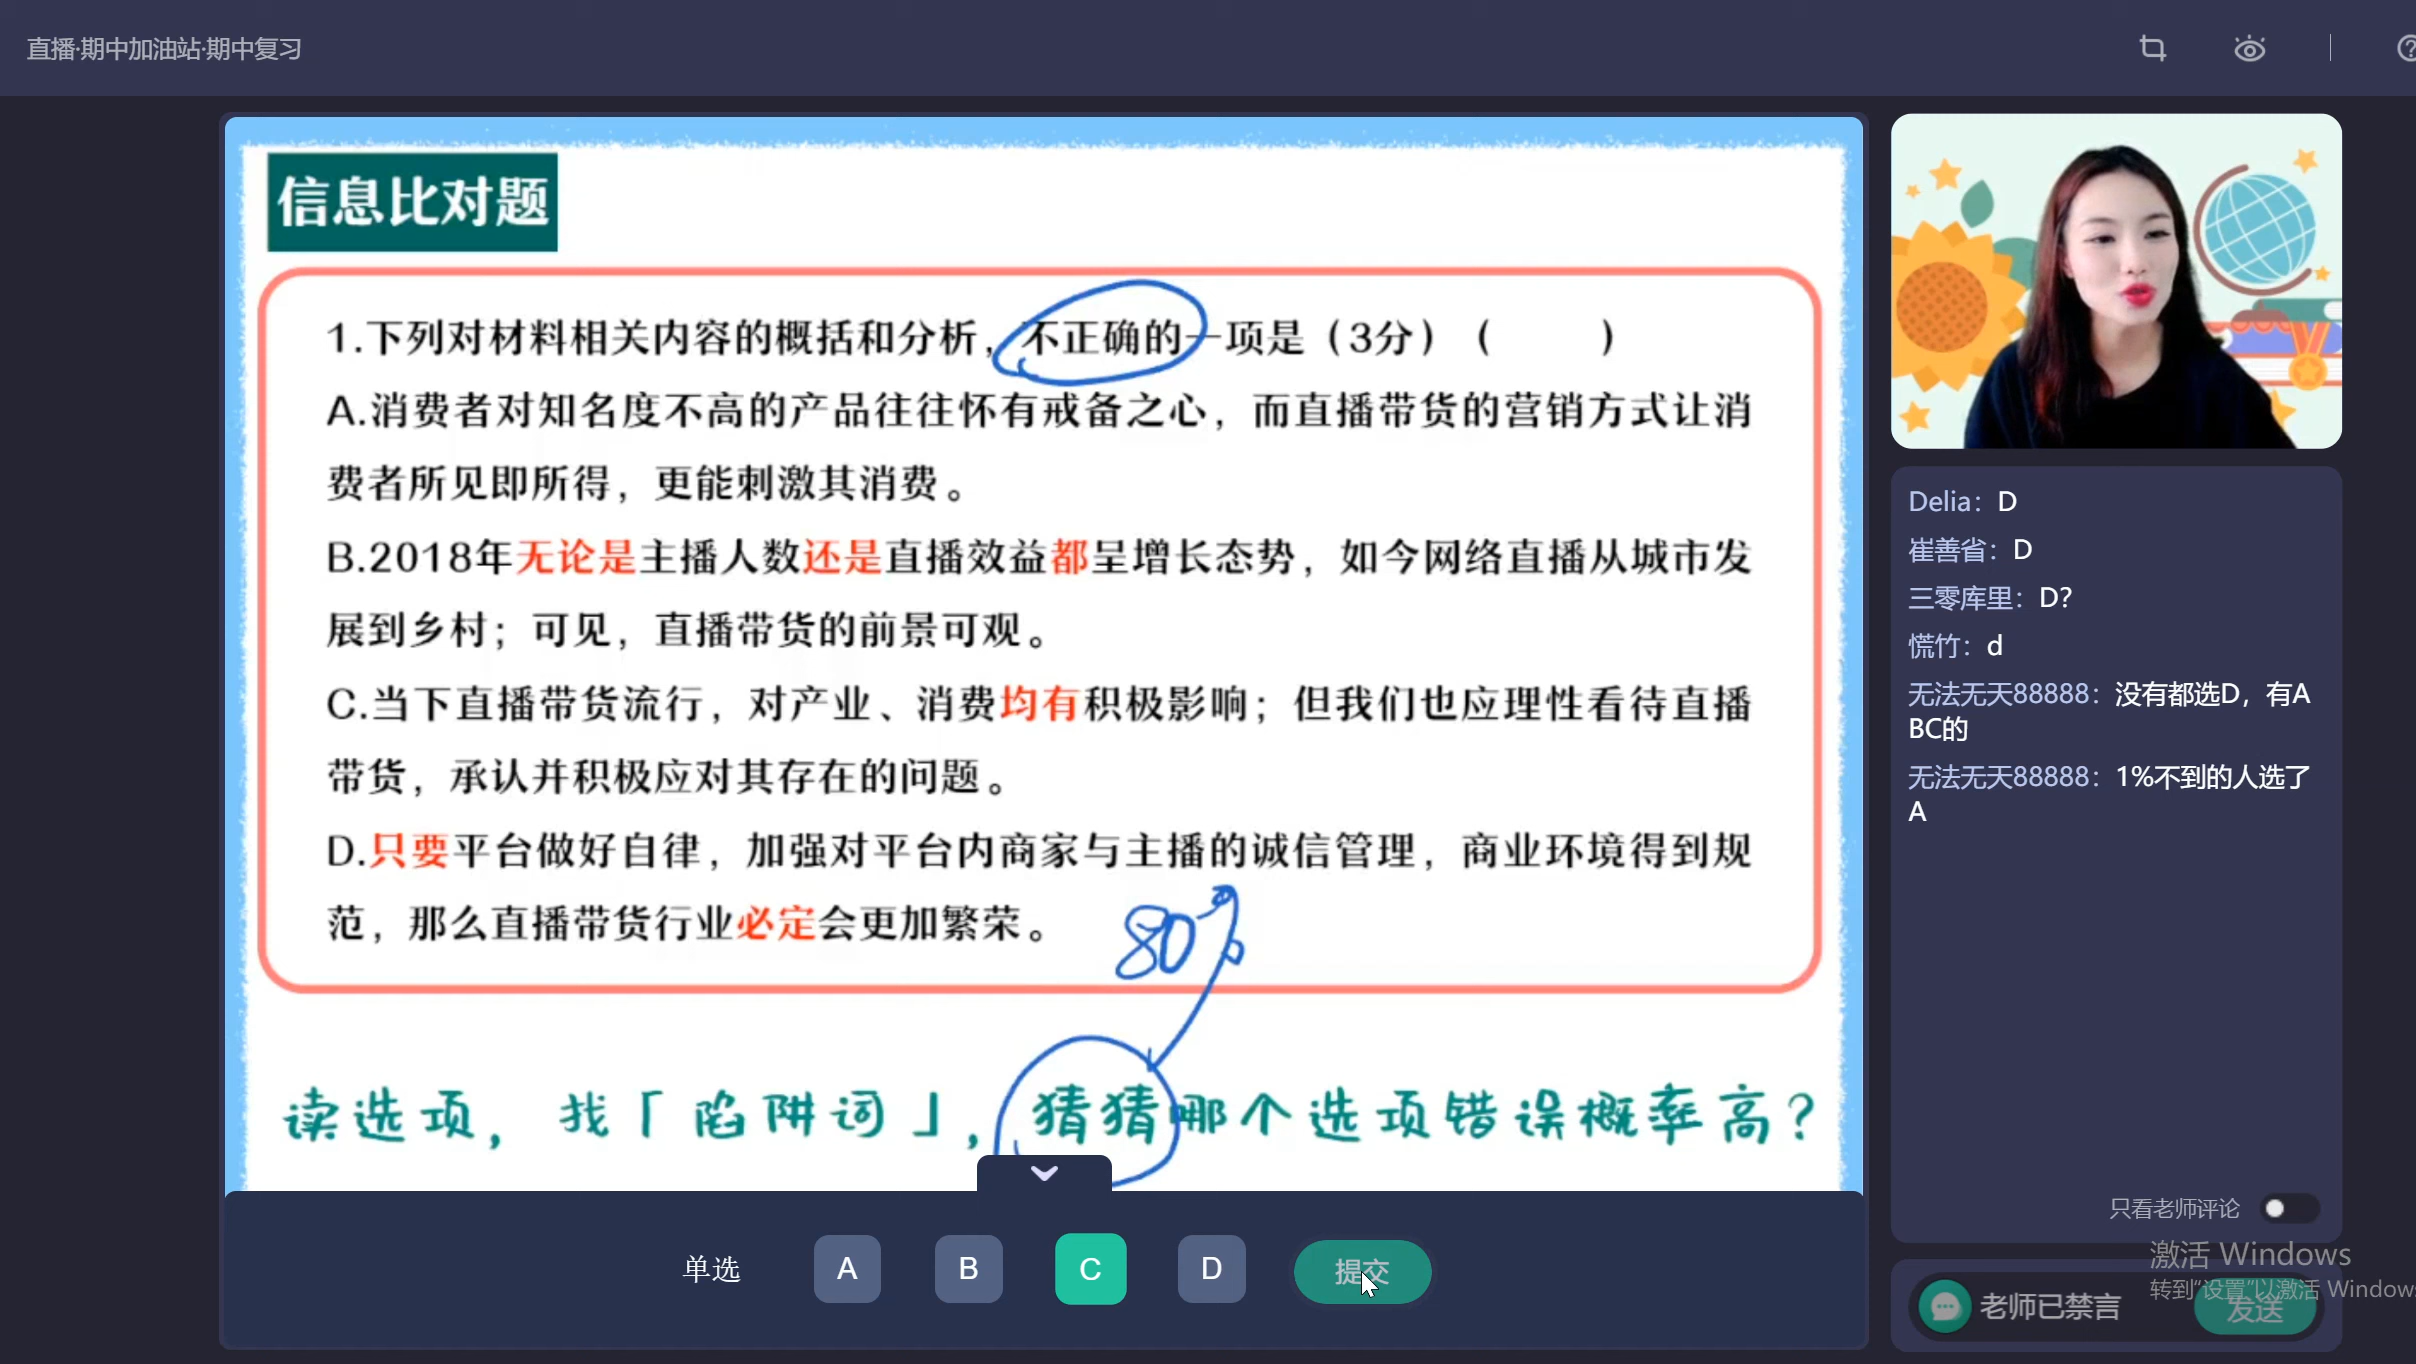 直播·期中加油站·期中复习
信息比对题
1.下列对材料相关内容的概括和分析，不正确的一项是（3分）（　　）
A.消费者对知名度不高的产品往往怀有戒备之心，而直播带货的营销方式让消
费者所见即所得，更能刺激其消费。
B.2018年无论是主播人数还是直播效益都呈增长态势，如今网络直播从城市发
展到乡村；可见，直播带货的前景可观。
C.当下直播带货流行，对产业、消费均有积极影响；但我们也应理性看待直播
带货，承认并积极应对其存在的问题。
D.只要平台做好自律，加强对平台内商家与主播的诚信管理，商业环境得到规
范，那么直播带货行业必定会更加繁荣。
80%
读选项，找「陷阱词」，猜猜哪个选项错误概率高？
单选 A B C D 提交
Delia：D
崔善省：D
三零库里：D？
慌竹：d
无法无天88888：没有都选D，有A
BC的
无法无天88888：1%不到的人选了
A
只看老师评论
激活 Windows
转到“设置”以激活 Windows
老师已禁言 发送